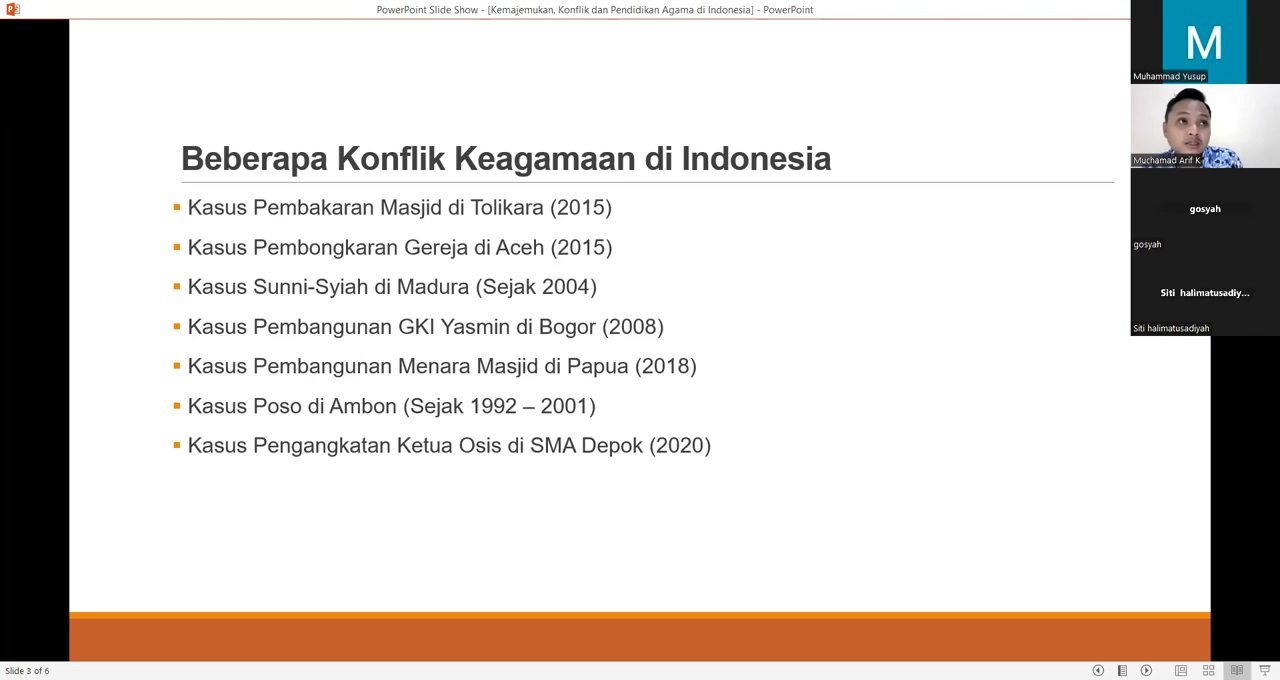 PowerPoint Slide Show - [Kemajemukan, Konflik dan Pendidikan Agama di Indonesia] - PowerPoint
M
Muhammad Yusup
Muchamad Arif K
gosyah
gosyah
Siti halimatusadiy...
Siti halimatusadiyah
Beberapa Konflik Keagamaan di Indonesia
Kasus Pembakaran Masjid di Tolikara (2015)
Kasus Pembongkaran Gereja di Aceh (2015)
Kasus Sunni-Syiah di Madura (Sejak 2004)
Kasus Pembangunan GKI Yasmin di Bogor (2008)
Kasus Pembangunan Menara Masjid di Papua (2018)
Kasus Poso di Ambon (Sejak 1992 – 2001)
Kasus Pengangkatan Ketua Osis di SMA Depok (2020)
Slide 3 of 6